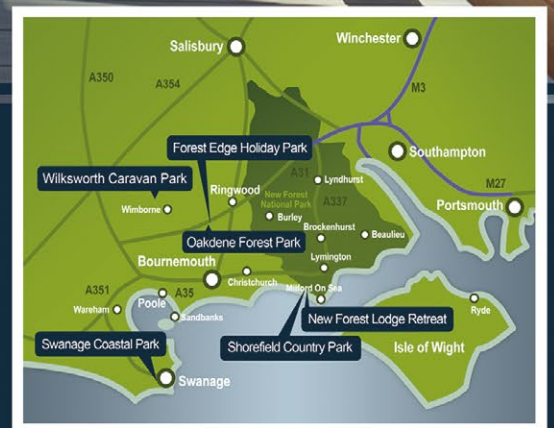 Salisbury
Winchester
A350
A354
M3
Forest Edge Holiday Park
Southampton
A31
Lyndhurst
Wilksworth Caravan Park
M27
Ringwood
New Forest
National Park
A337
Portsmouth
Wimborne
Burley
Brockenhurst
Beaulieu
Oakdene Forest Park
Bournemouth
Lymington
Christchurch
Milford On Sea
A351
A35
Poole
Ryde
Wareham
Sandbanks
New Forest Lodge Retreat
Swanage Coastal Park
Shorefield Country Park
Isle of Wight
Swanage